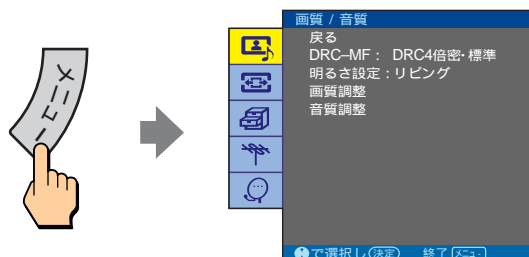 メニュー
画質 / 音質
戻る
DRC–MF： DRC4倍密･標準
明るさ設定：リビング
画質調整
音質調整
で選択し 決定 終了 メニュー